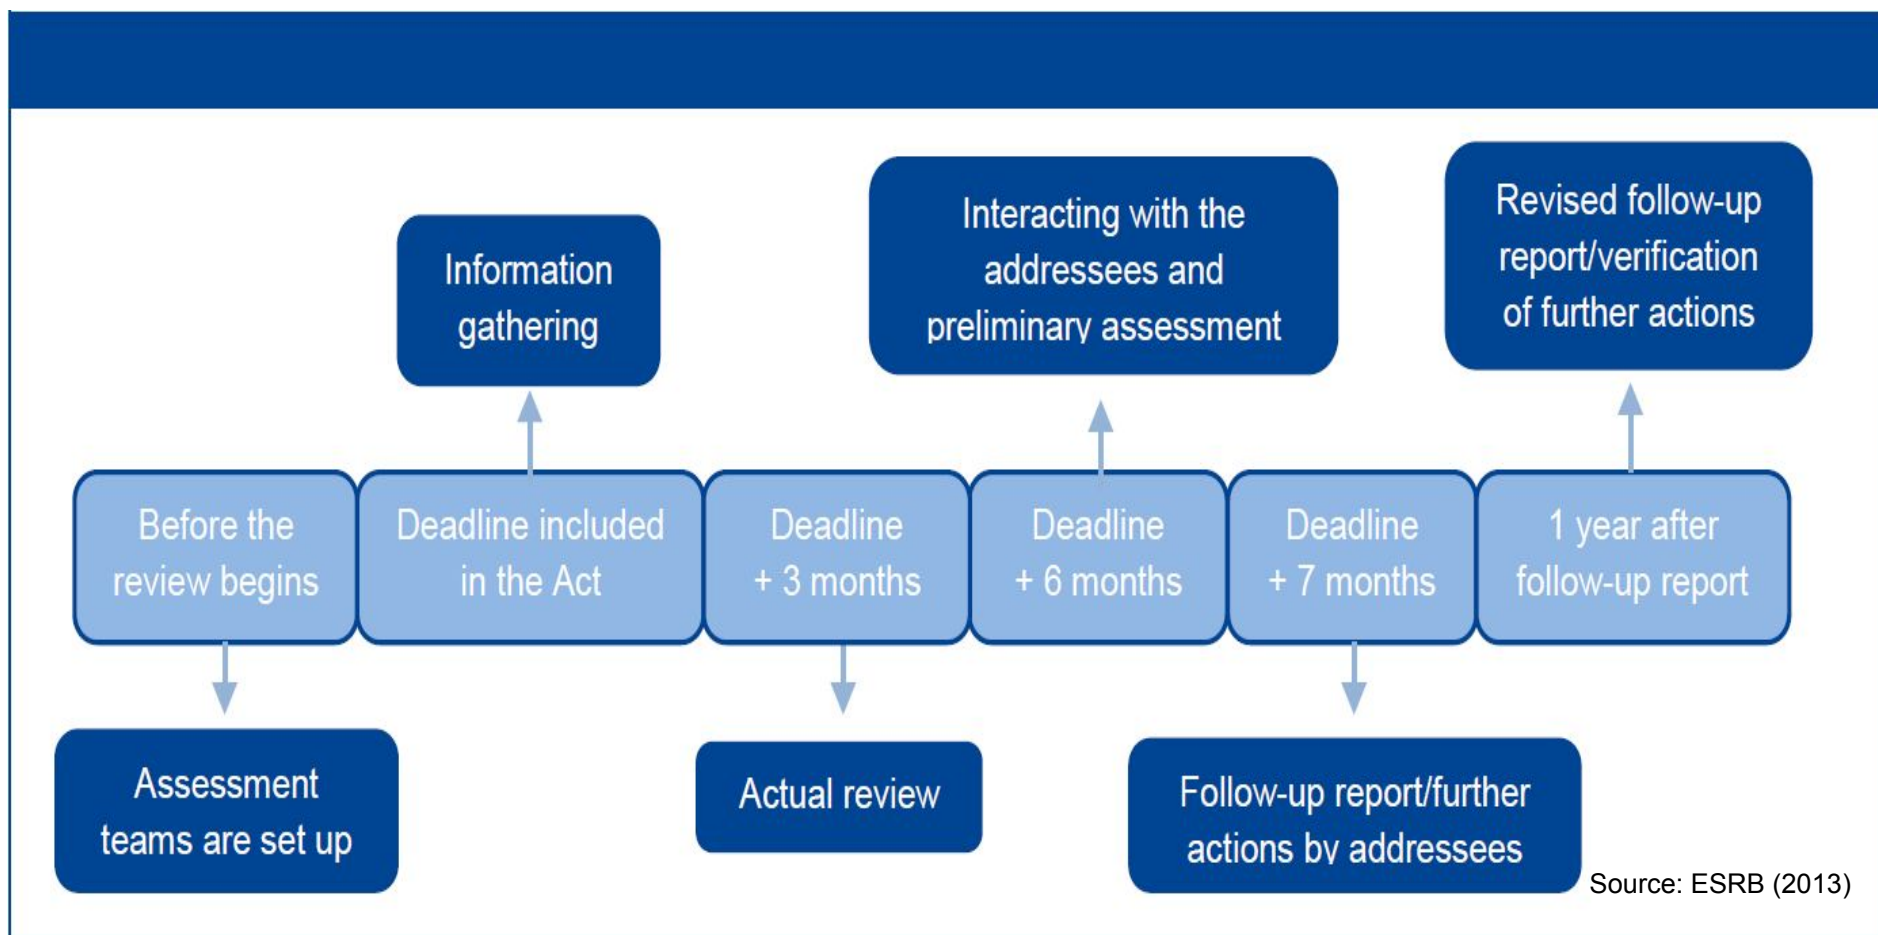 Information
gathering
Interacting with the
addressees and
preliminary assessment
Revised follow-up
report/verification
of further actions
Before the
review begins
Deadline included
in the Act
Deadline
+ 3 months
Deadline
+ 6 months
Deadline
+ 7 months
1 year after
follow-up report
Assessment
teams are set up
Actual review
Follow-up report/further
actions by addressees
Source: ESRB (2013)